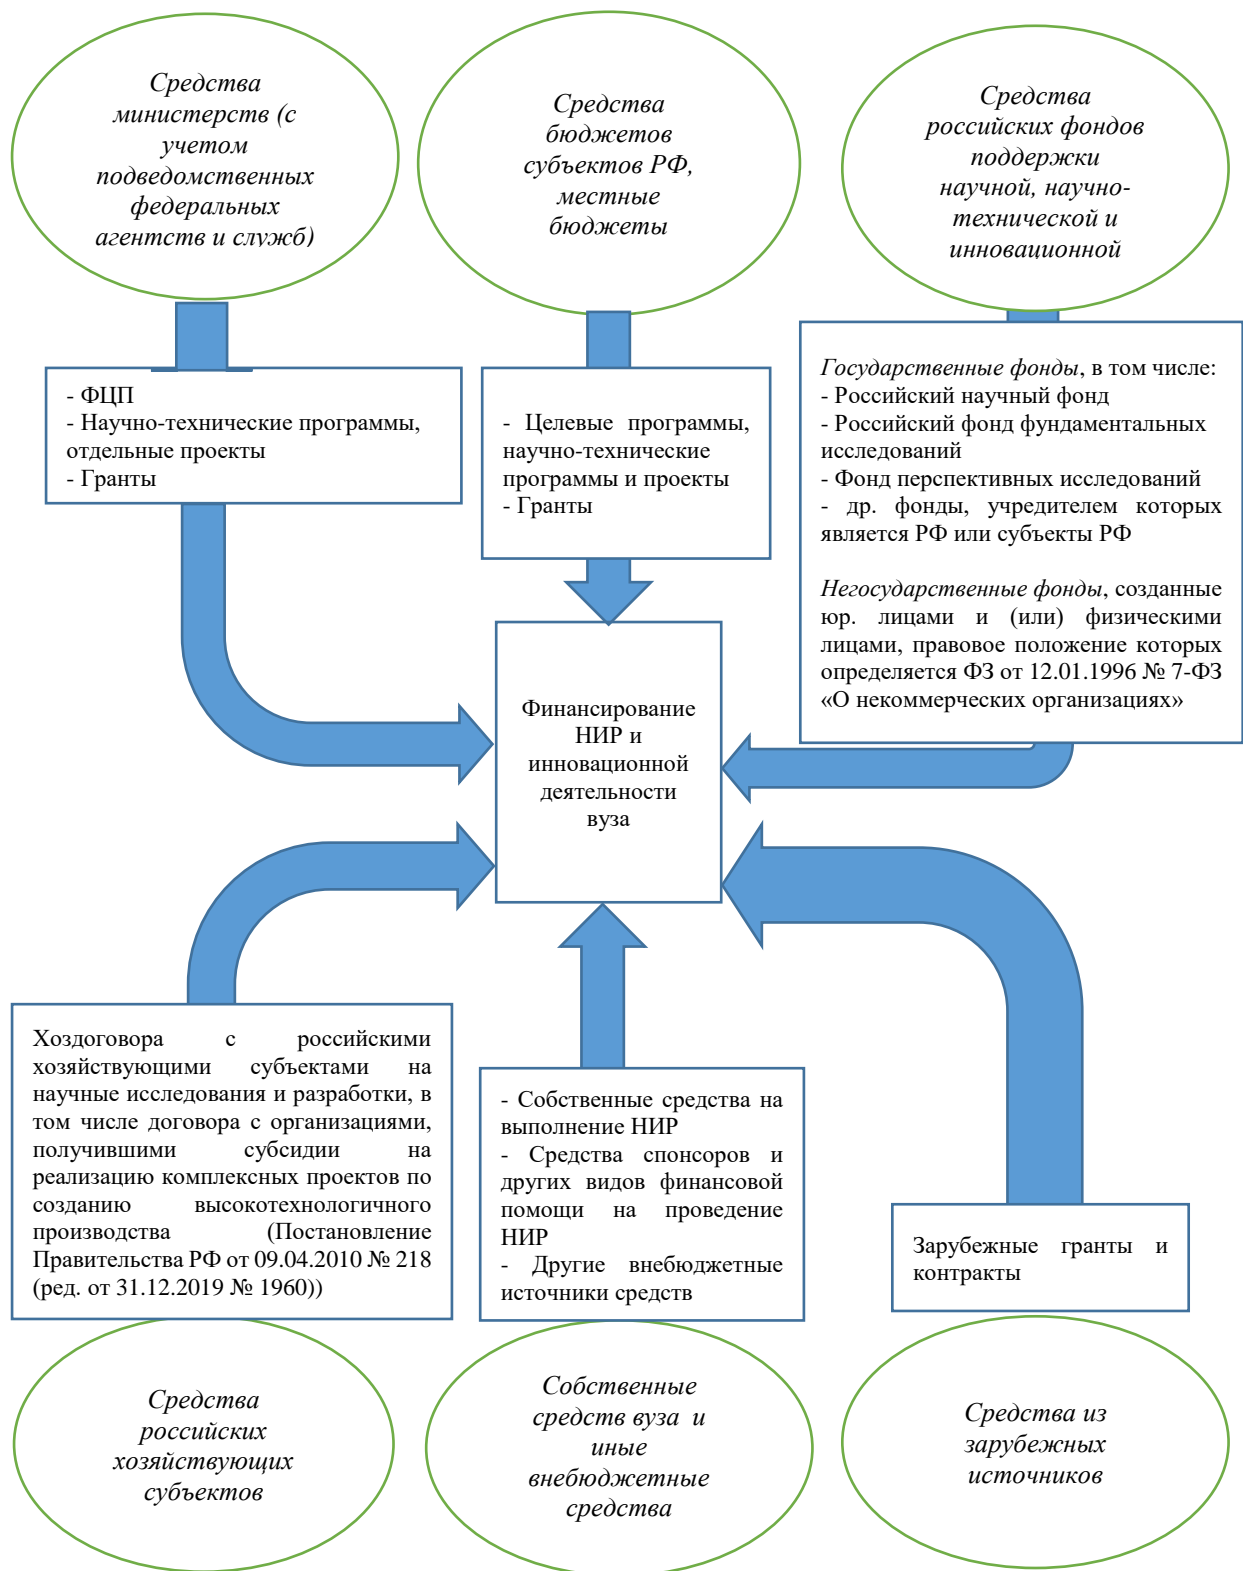 Средства
министерств (с
учетом
подведомственных
федеральных
агентств и служб)
Средства
бюджетов
субъектов РФ,
местные
бюджеты
Средства
российских фондов
поддержки
научной, научно-
технической и
инновационной
- ФЦП
- Научно-технические программы,
отдельные проекты
- Гранты
- Целевые программы,
научно-технические
программы и проекты
- Гранты
Государственные фонды, в том числе:
- Российский научный фонд
- Российский фонд фундаментальных
исследований
- Фонд перспективных исследований
- др. фонды, учредителем которых
является РФ или субъекты РФ
Негосударственные фонды, созданные
юр. лицами и (или) физическими
лицами, правовое положение которых
определяется ФЗ от 12.01.1996 № 7-ФЗ
«О некоммерческих организациях»
Финансирование
НИР и
инновационной
деятельности
вуза
Хоздоговора с российскими
хозяйствующими субъектами на
научные исследования и разработки, в
том числе договора с организациями,
получившими субсидии на
реализацию комплексных проектов по
созданию высокотехнологичного
производства (Постановление
Правительства РФ от 09.04.2010 № 218
(ред. от 31.12.2019 № 1960))
- Собственные средства на
выполнение НИР
- Средства спонсоров и
других видов финансовой
помощи на проведение
НИР
- Другие внебюджетные
источники средств
Зарубежные гранты и
контракты
Средства
российских
хозяйствующих
субъектов
Собственные
средств вуза и
иные
внебюджетные
средства
Средства из
зарубежных
источников